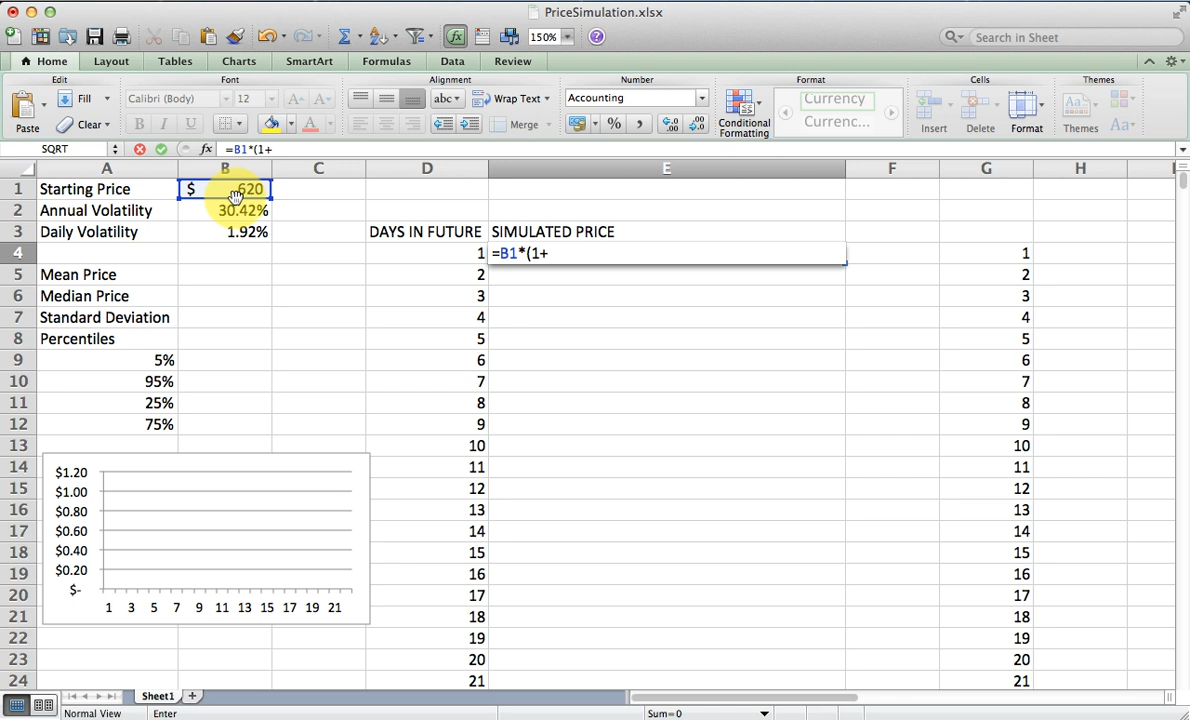 PriceSimulation.xlsx
150%
Search in Sheet
Home Layout Tables Charts SmartArt Formulas Data Review
Edit Font Alignment Number Format Cells Themes
Fill Calibri (Body) 12 A A abc Wrap Text Accounting Currency
Paste Clear B I U A Merge % , .0 .00 .00 .0 Conditional Formatting Currenc... Insert Delete Format Themes Aa
SQRT fx =B1*(1+
A B C D E F G H I
1 Starting Price $ 620
2 Annual Volatility 30.42%
3 Daily Volatility 1.92% DAYS IN FUTURE SIMULATED PRICE
4 1 =B1*(1+ 1
5 Mean Price 2 2
6 Median Price 3 3
7 Standard Deviation 4 4
8 Percentiles 5 5
9 5% 6 6
10 95% 7 7
11 25% 8 8
12 75% 9 9
13 10 10
14 11 11
15 12 12
16 13 13
17 14 14
18 15 15
19 16 16
20 17 17
21 18 18
22 19 19
23 20 20
24 21 21
$1.20
$1.00
$0.80
$0.60
$0.40
$0.20
$-
1 3 5 7 9 11 13 15 17 19 21
Sheet1
Normal View Enter Sum=0